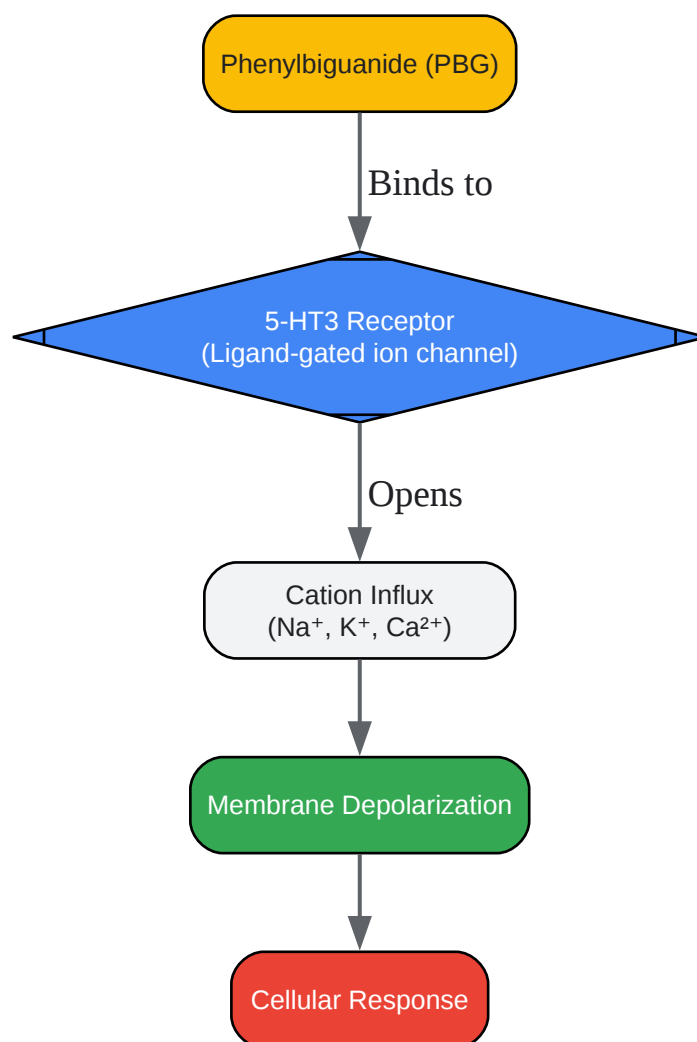 Phenylbiguanide (PBG)
Binds to
5-HT3 Receptor
(Ligand-gated ion channel)
Opens
Cation Influx
(Na⁺, K⁺, Ca²⁺)
Membrane Depolarization
Cellular Response